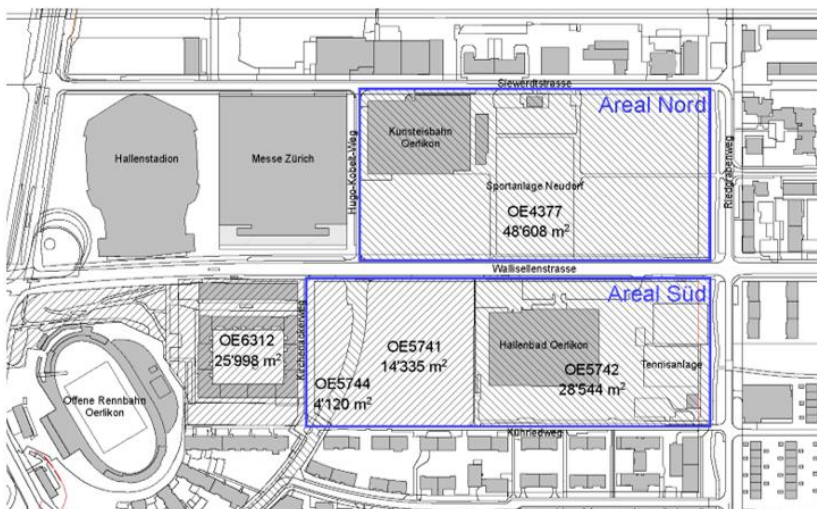 Siewerdtstrasse
Areal Nord
Kunsteisbahn
Oerlikon
Hallenstadion
Messe Zürich
Hugo-Koblet-Weg
Sportanlage Neudorf
Riedgrabenweg
OE4377
48'608 m²
Wallisellenstrasse
Areal Süd
OE6312
25'998 m²
Kirchenackerweg
OE5741
14'335 m²
Hallenbad Oerlikon
OE5742
28'544 m²
Tennisanlage
OE5744
4'120 m²
Offene Rennbahn
Oerlikon
Kühriedweg